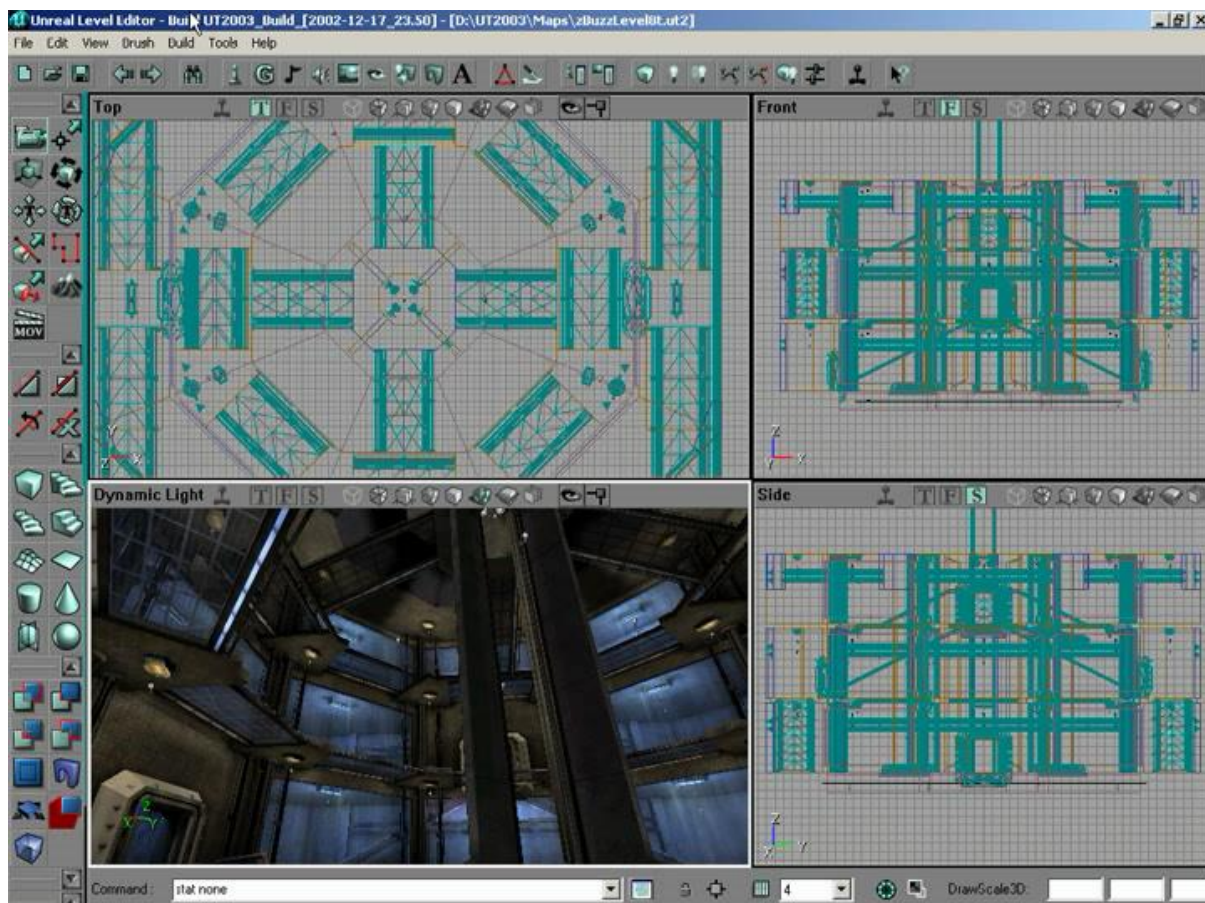 Unreal Level Editor - Build UT2003_Build_[2002-12-17_23.50] - [D:\UT2003\Maps\zBuzzLevel8t.ut2]
File Edit View Brush Build Tools Help
Top T F S
Front T F S
MOV
Dynamic Light T F S
Side T F S
Command: stat none
4
DrawScale3D: